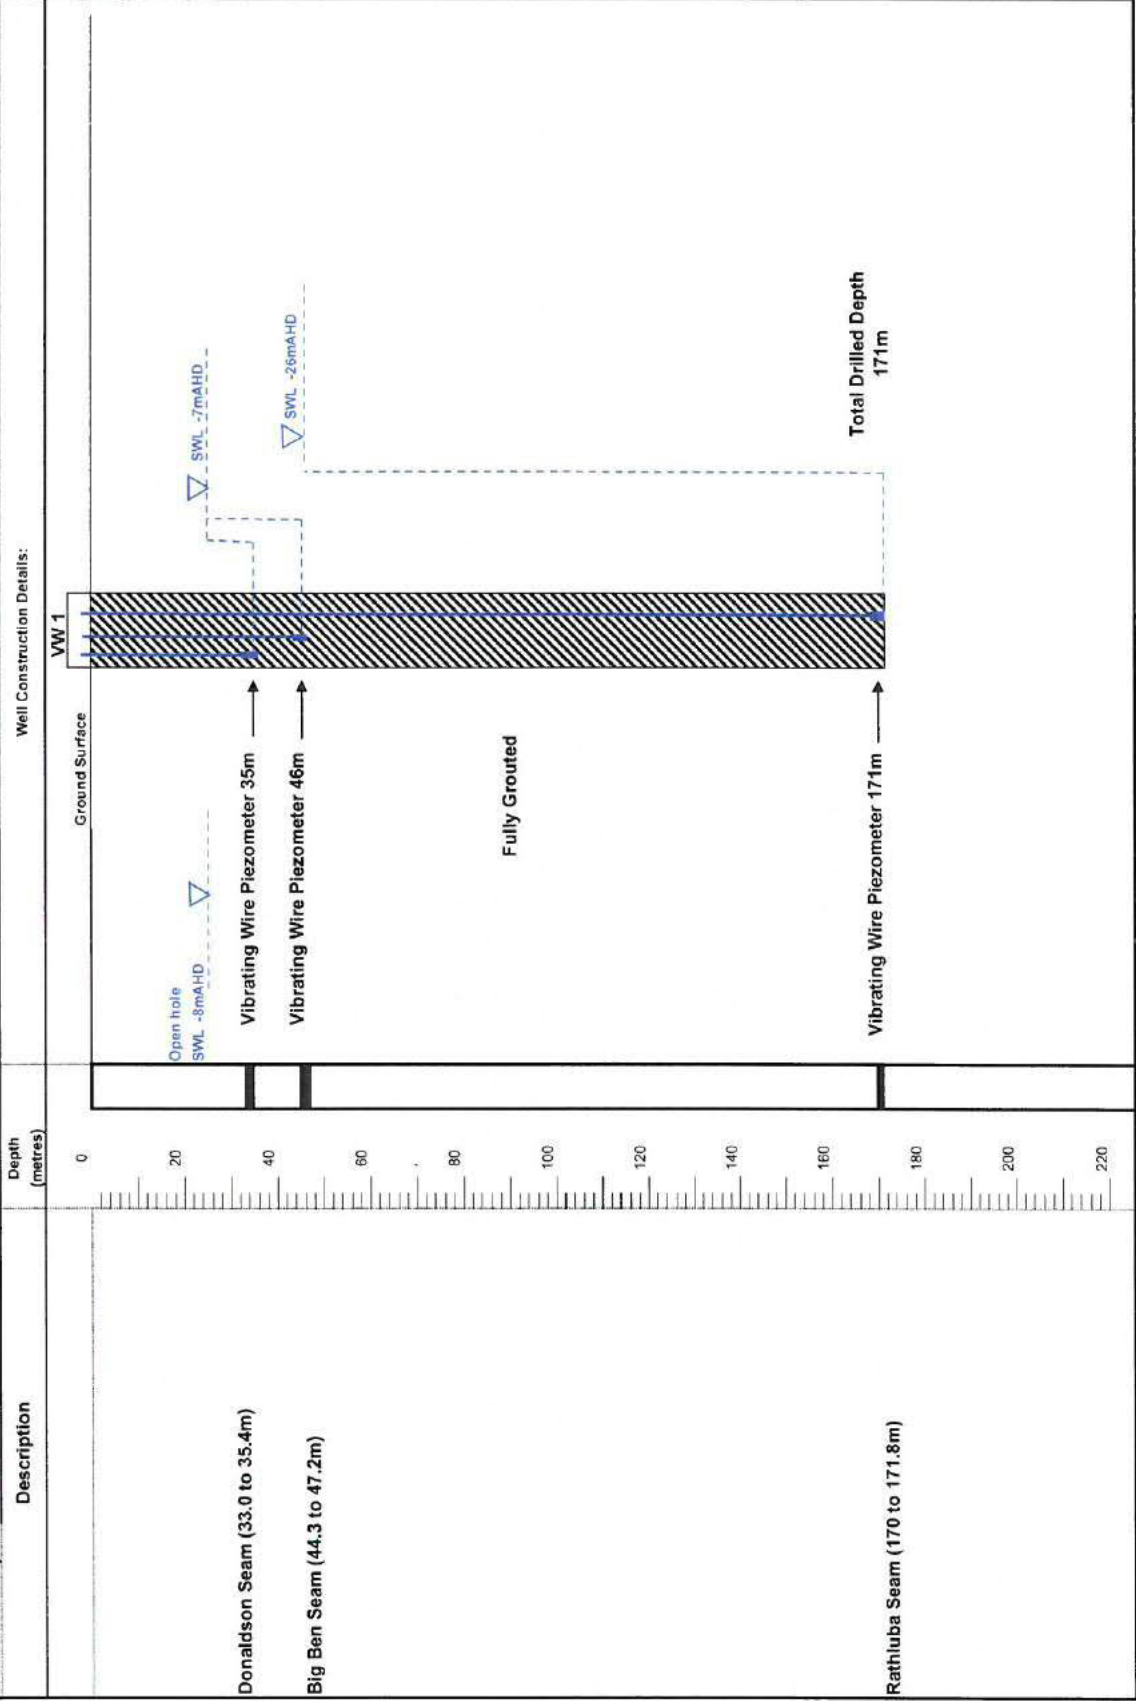 Description
Depth
(metres)
Well Construction Details:
VW 1
Ground Surface
0
20
40
60
80
100
120
140
160
180
200
220
Open hole
SWL -8mAHD
SWL -7mAHD
SWL -26mAHD
Donaldson Seam (33.0 to 35.4m)
Vibrating Wire Piezometer 35m
Big Ben Seam (44.3 to 47.2m)
Vibrating Wire Piezometer 46m
Fully Grouted
Rathluba Seam (170 to 171.8m)
Vibrating Wire Piezometer 171m
Total Drilled Depth
171m